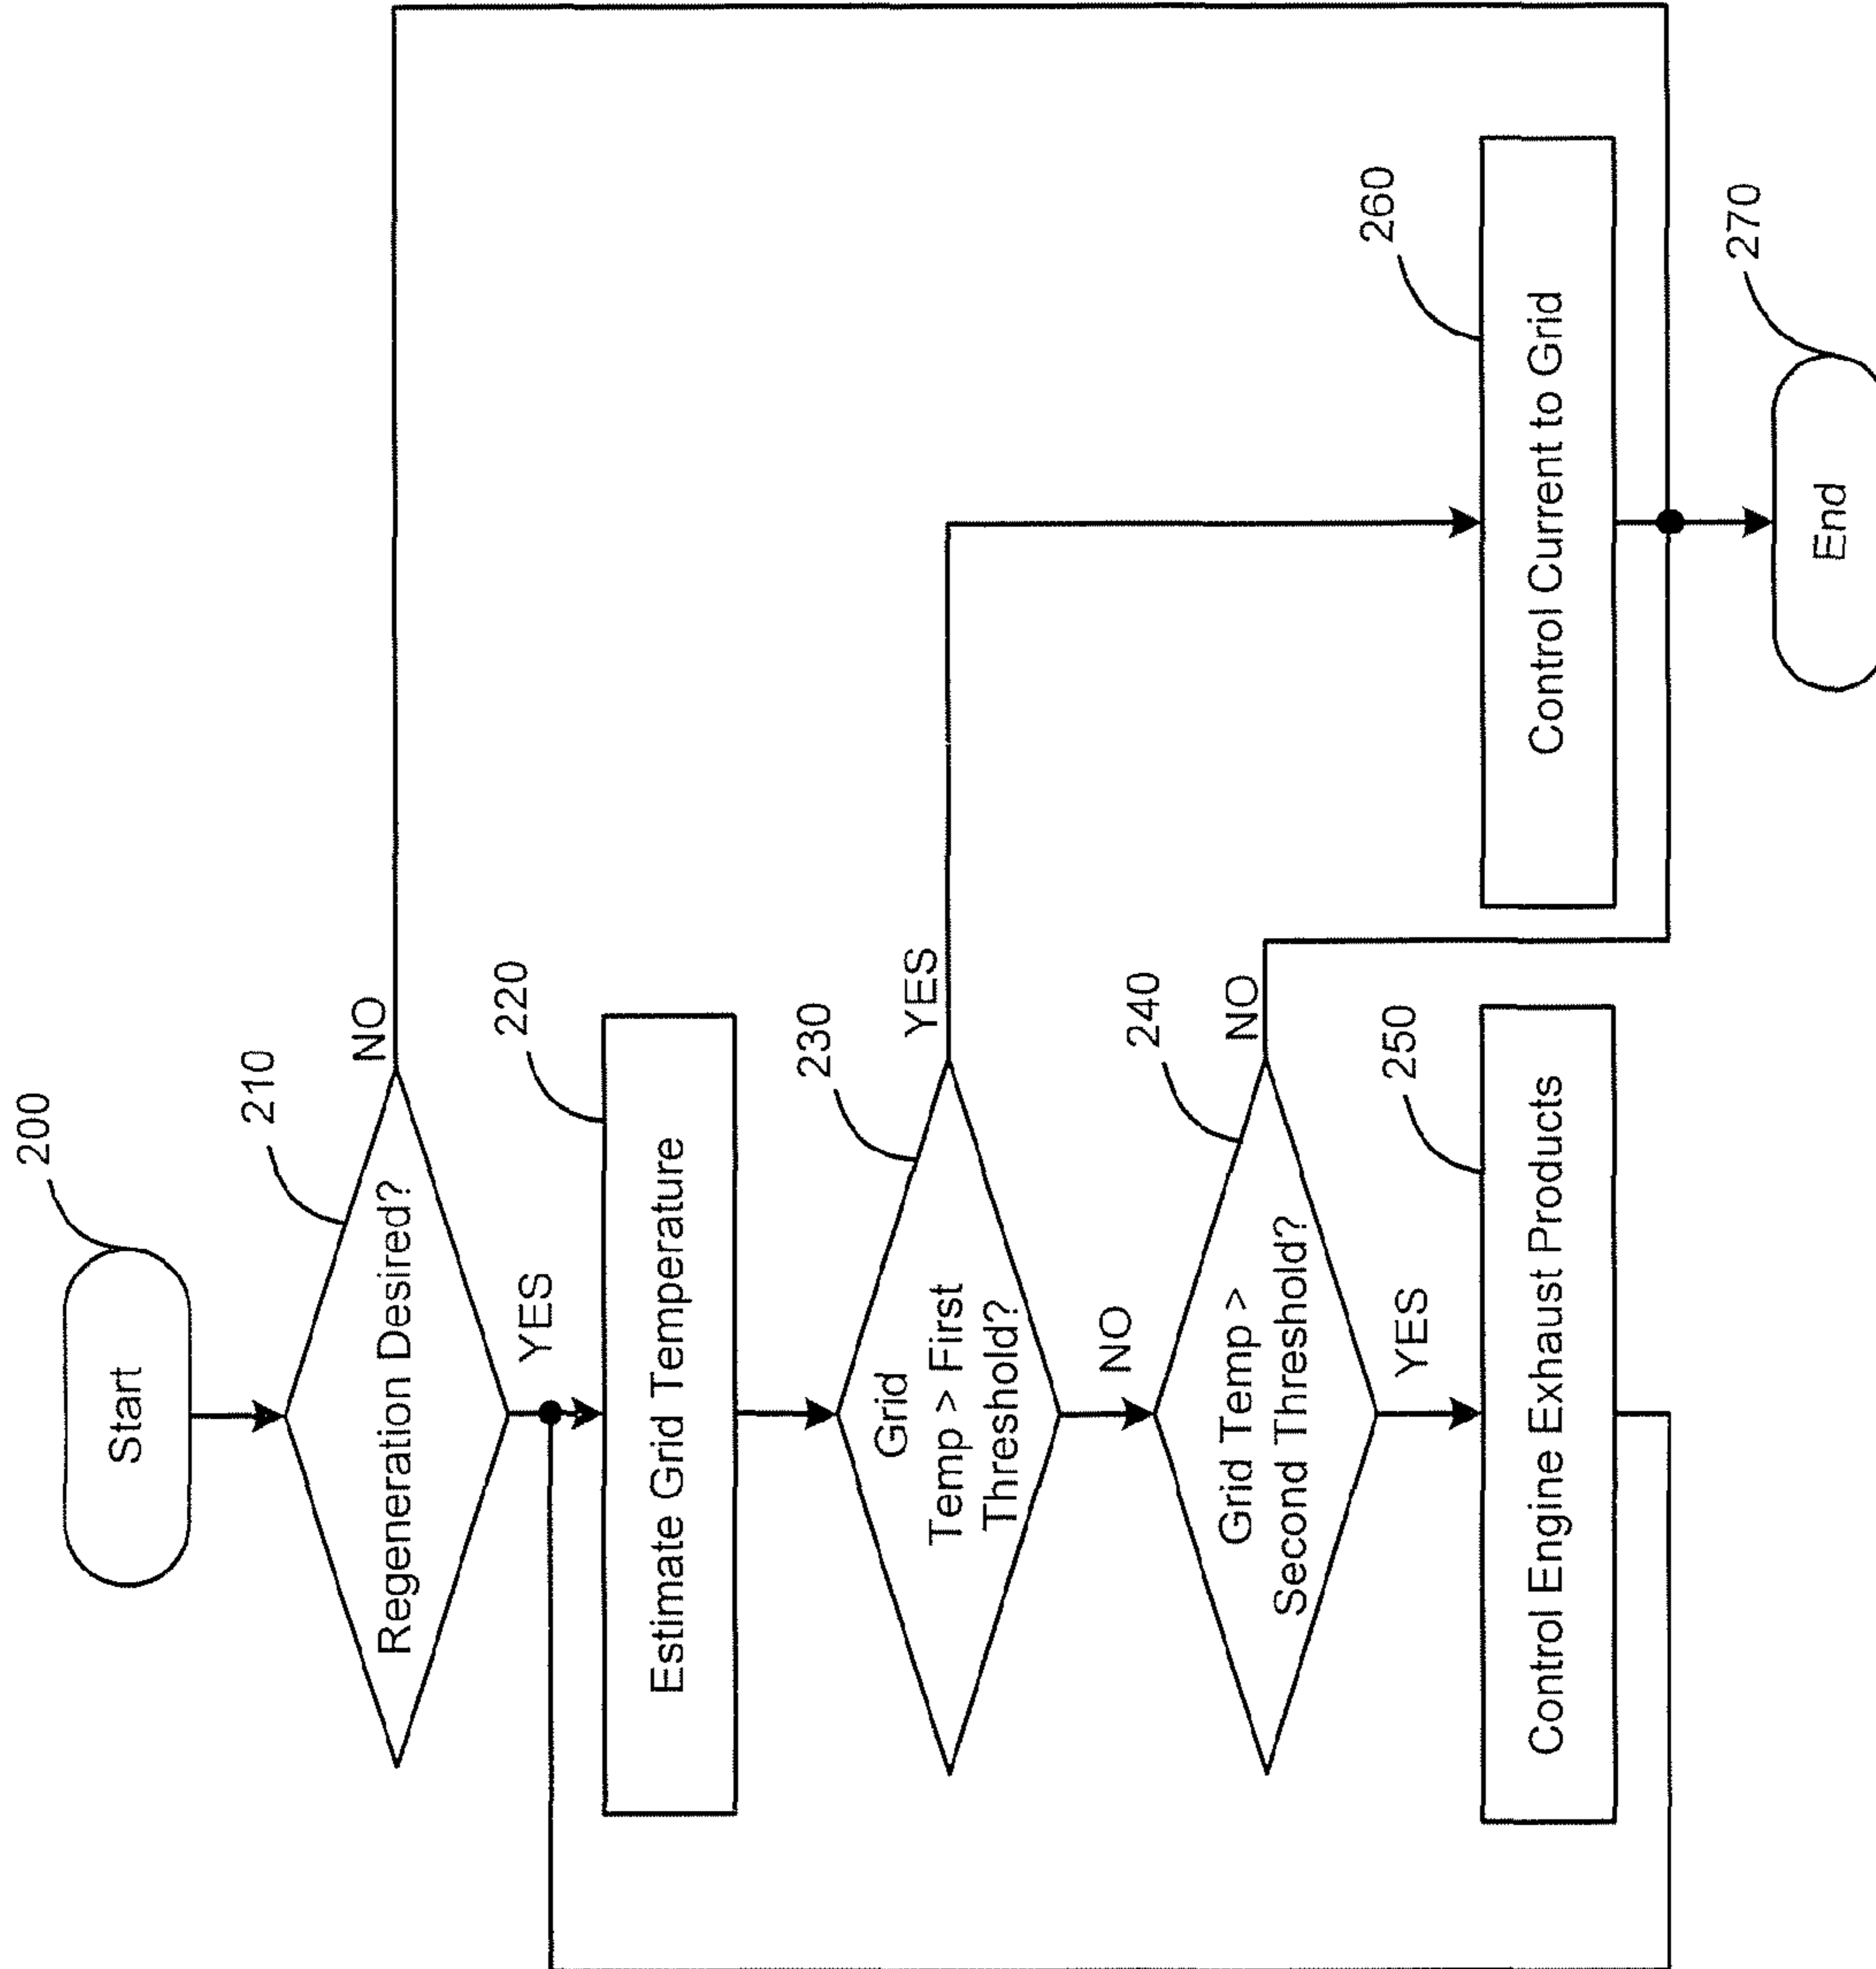 200
Start
210
Regeneration Desired?
NO
YES
220
Estimate Grid Temperature
230
Grid
Temp > First
Threshold?
YES
NO
240
Grid Temp >
Second Threshold?
NO
YES
250
Control Engine Exhaust Products
260
Control Current to Grid
270
End